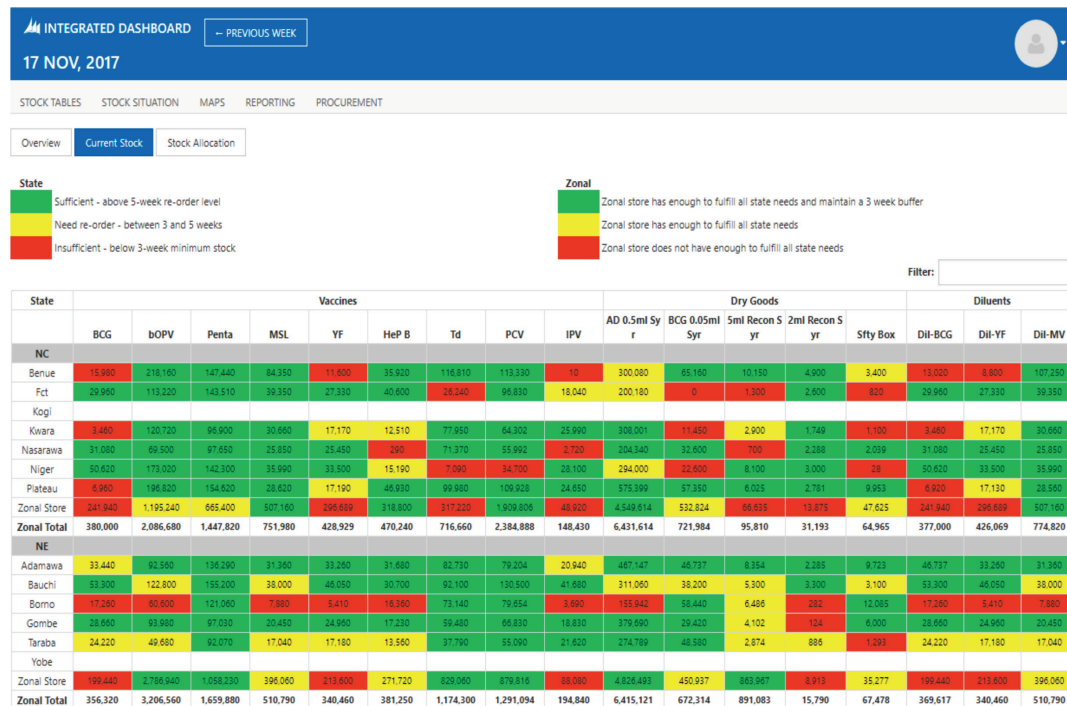 INTEGRATED DASHBOARD
← PREVIOUS WEEK
17 NOV, 2017
STOCK TABLES STOCK SITUATION MAPS REPORTING PROCUREMENT
Overview Current Stock Stock Allocation
State Zonal
Sufficient - above 5-week re-order level Zonal store has enough to fulfill all state needs and maintain a 3 week buffer
Need re-order - between 3 and 5 weeks Zonal store has enough to fulfill all state needs
Insufficient - below 3-week minimum stock Zonal store does not have enough to fulfill all state needs
Filter:
State Vaccines Dry Goods Diluents
BCG bOPV Penta MSL YF HeP B Td PCV IPV AD 0.5ml Sy r BCG 0.05ml Syr 5ml Recon S yr 2ml Recon S yr Sfty Box Dil-BCG Dil-YF Dil-MV
NC
Benue 15,980 218,160 147,440 84,350 11,600 35,920 116,810 113,330 10 300,080 65,160 10,150 4,900 3,400 13,020 8,800 107,250
Fct 29,960 113,220 143,510 39,350 27,330 40,600 26,240 96,830 18,040 200,180 0 1,300 2,600 820 29,960 27,330 39,350
Kogi
Kwara 3,460 120,720 96,900 30,660 17,170 12,510 77,950 64,302 25,990 308,001 11,450 2,900 1,749 1,100 3,460 17,170 30,660
Nasarawa 31,080 69,500 97,650 25,850 25,450 290 71,370 55,992 2,720 204,340 32,600 700 2,288 2,039 31,080 25,450 25,850
Niger 50,620 173,020 142,300 35,990 33,500 15,190 7,090 34,700 28,100 294,000 22,600 8,100 3,000 28 50,620 33,500 35,990
Plateau 6,960 196,820 154,620 28,620 17,190 46,930 99,980 109,928 24,650 575,399 57,350 6,025 2,781 9,953 6,920 17,130 28,560
Zonal Store 241,940 1,195,240 665,400 507,160 296,689 318,800 317,220 1,909,806 48,920 4,549,614 532,824 66,635 13,875 47,625 241,940 296,689 507,160
Zonal Total 380,000 2,086,680 1,447,820 751,980 428,929 470,240 716,660 2,384,888 148,430 6,431,614 721,984 95,810 31,193 64,965 377,000 426,069 774,820
NE
Adamawa 33,440 92,560 136,290 31,360 33,260 31,680 82,730 79,204 20,940 467,147 46,737 8,354 2,285 9,723 46,737 33,260 31,360
Bauchi 53,300 122,800 155,200 38,000 46,050 30,700 92,100 130,500 41,680 311,060 38,200 5,300 3,300 3,100 53,300 46,050 38,000
Borno 17,260 60,600 121,060 7,880 5,410 16,360 73,140 79,654 3,690 155,942 58,440 6,486 282 12,085 17,260 5,410 7,880
Gombe 28,660 93,980 97,030 20,450 24,960 17,230 59,480 66,830 18,830 379,690 29,420 4,102 124 6,000 28,660 24,960 20,450
Taraba 24,220 49,680 92,070 17,040 17,180 13,560 37,790 55,090 21,620 274,789 48,580 2,874 886 1,293 24,220 17,180 17,040
Yobe
Zonal Store 199,440 2,786,940 1,058,230 396,060 213,600 271,720 829,060 879,816 88,080 4,826,493 450,937 863,967 8,913 35,277 199,440 213,600 396,060
Zonal Total 356,320 3,206,560 1,659,880 510,790 340,460 381,250 1,174,300 1,291,094 194,840 6,415,121 672,314 891,083 15,790 67,478 369,617 340,460 510,790